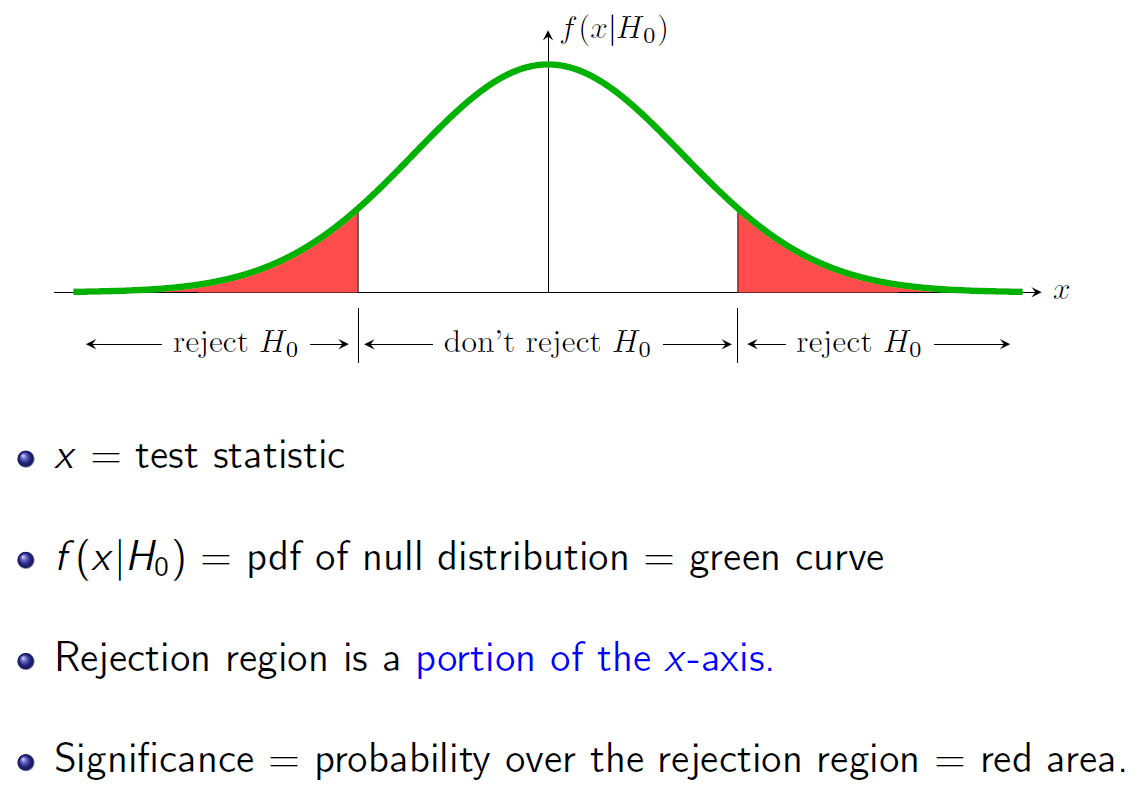 f(x|H₀)
x
reject H₀
don't reject H₀
reject H₀
x = test statistic
f(x|H₀) = pdf of null distribution = green curve
Rejection region is a portion of the x-axis.
Significance = probability over the rejection region = red area.